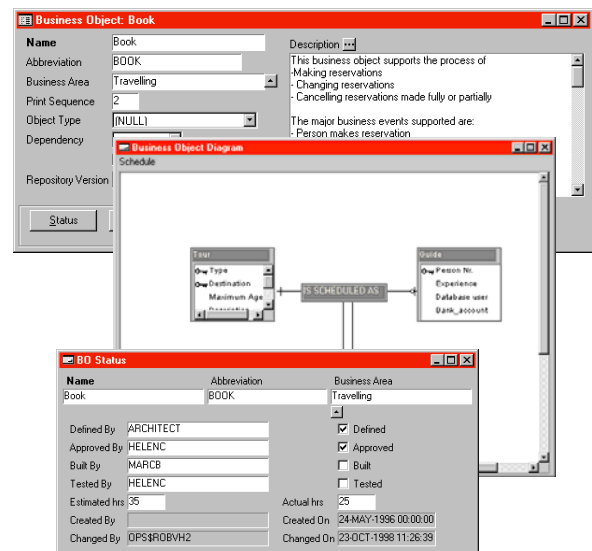 Business Object: Book
Name Book
Abbreviation BOOK
Business Area Travelling
Print Sequence 2
Object Type (NULL)
Dependency
Repository Version
Status
Description ...
This business object supports the process of
-Making reservations
- Changing reservations
- Cancelling reservations made fully or partially
The major business events supported are:
- Person makes reservation
Business Object Diagram
Schedule
Tour
Type
Destination
Maximum Age
IS SCHEDULED AS
Guide
Person Nr.
Experience
Database user
Bank_account
BO Status
Name Abbreviation Business Area
Book BOOK Travelling
Defined By ARCHITECT Defined
Approved By HELENC Approved
Built By MARCB Built
Tested By HELENC Tested
Estimated hrs 35 Actual hrs 25
Created By Created On 24-MAY-1996 00:00:00
Changed By OPS$ROBVH2 Changed On 23-OCT-1998 11:26:39